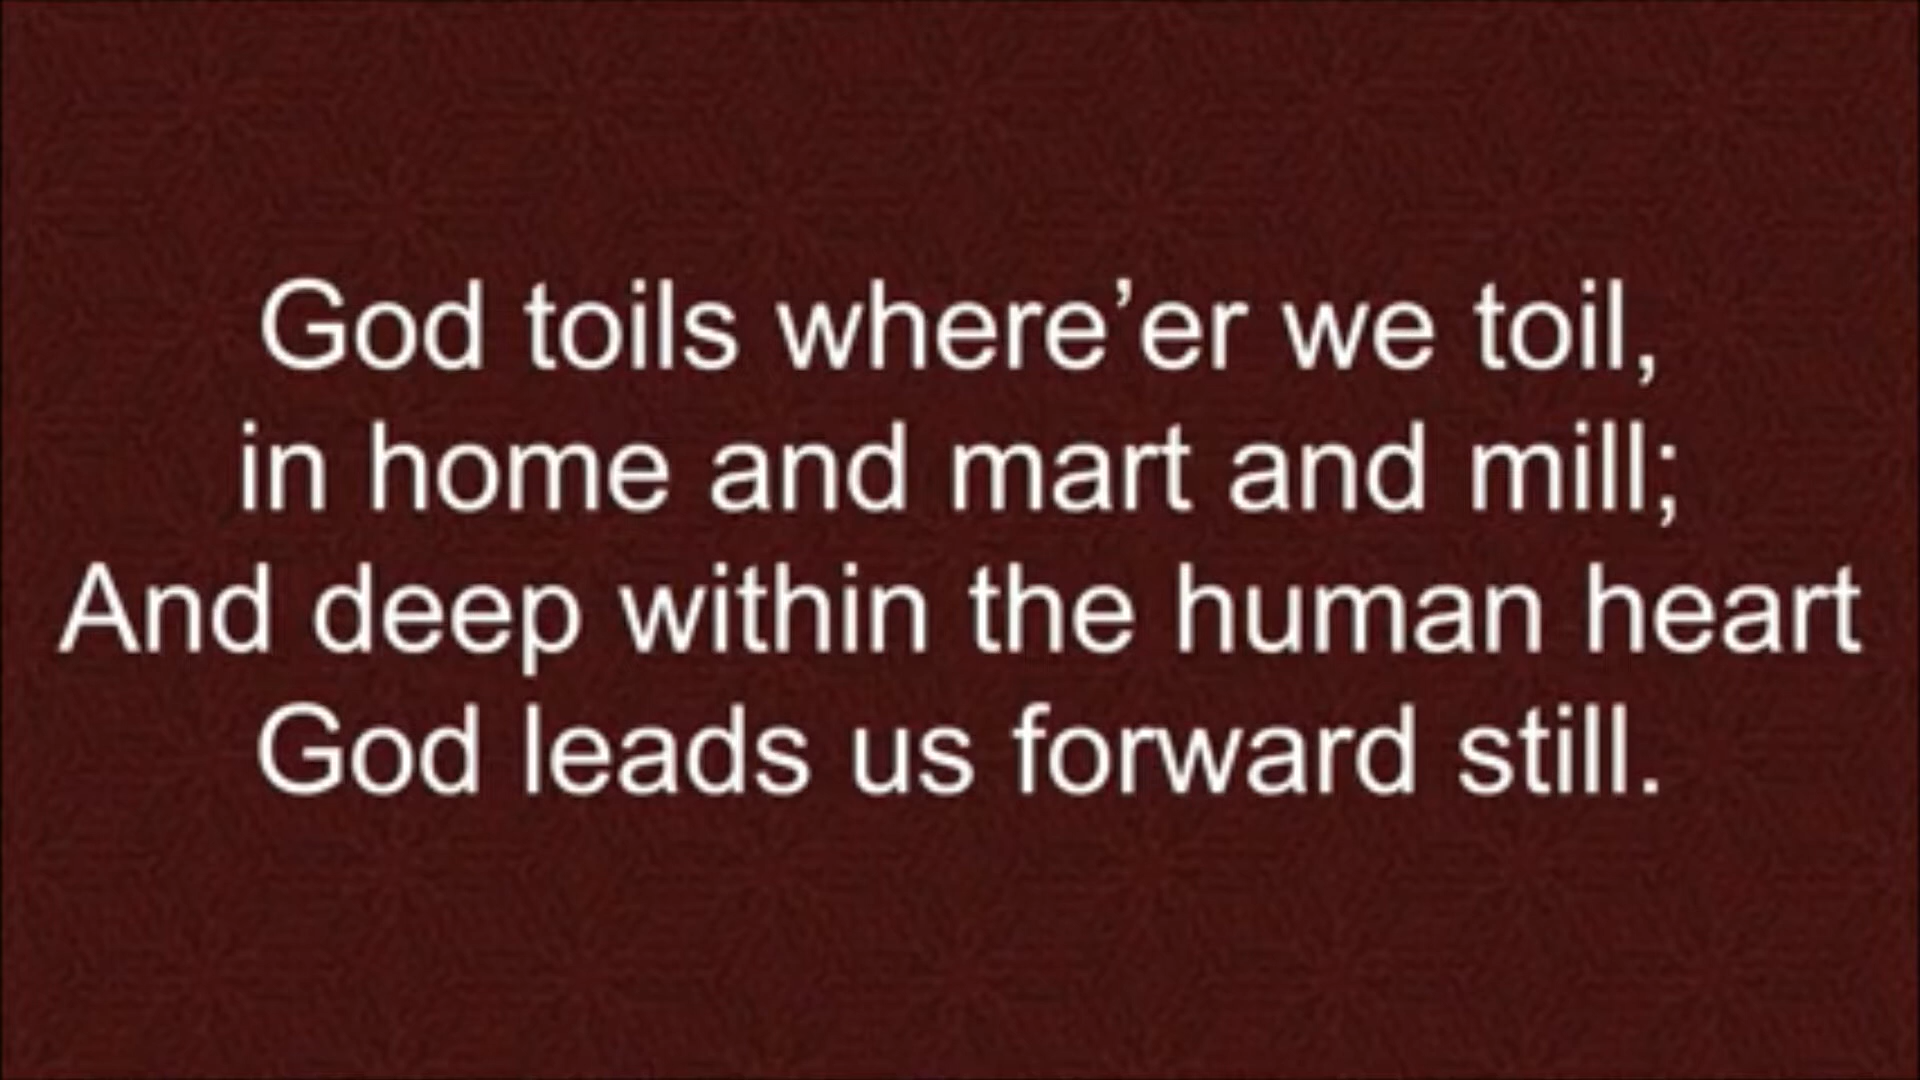 God toils where’er we toil,
in home and mart and mill;
And deep within the human heart
God leads us forward still.